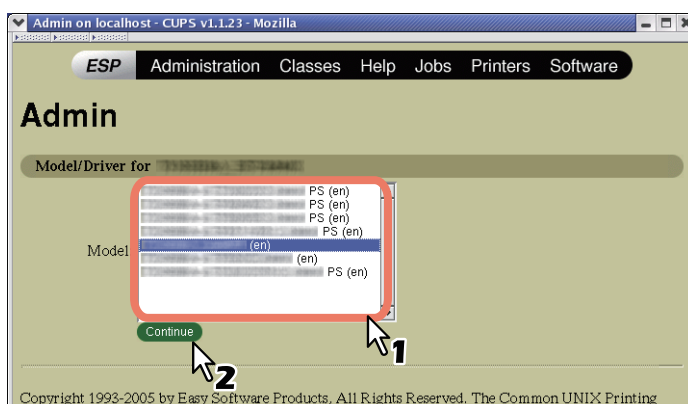 Admin on localhost - CUPS v1.1.23 - Mozilla
ESP Administration Classes Help Jobs Printers Software
Admin
Model/Driver for
PS (en)
PS (en)
PS (en)
PS (en)
Model (en)
(en)
PS (en)
Continue
1
2
Copyright 1993-2005 by Easy Software Products, All Rights Reserved. The Common UNIX Printing